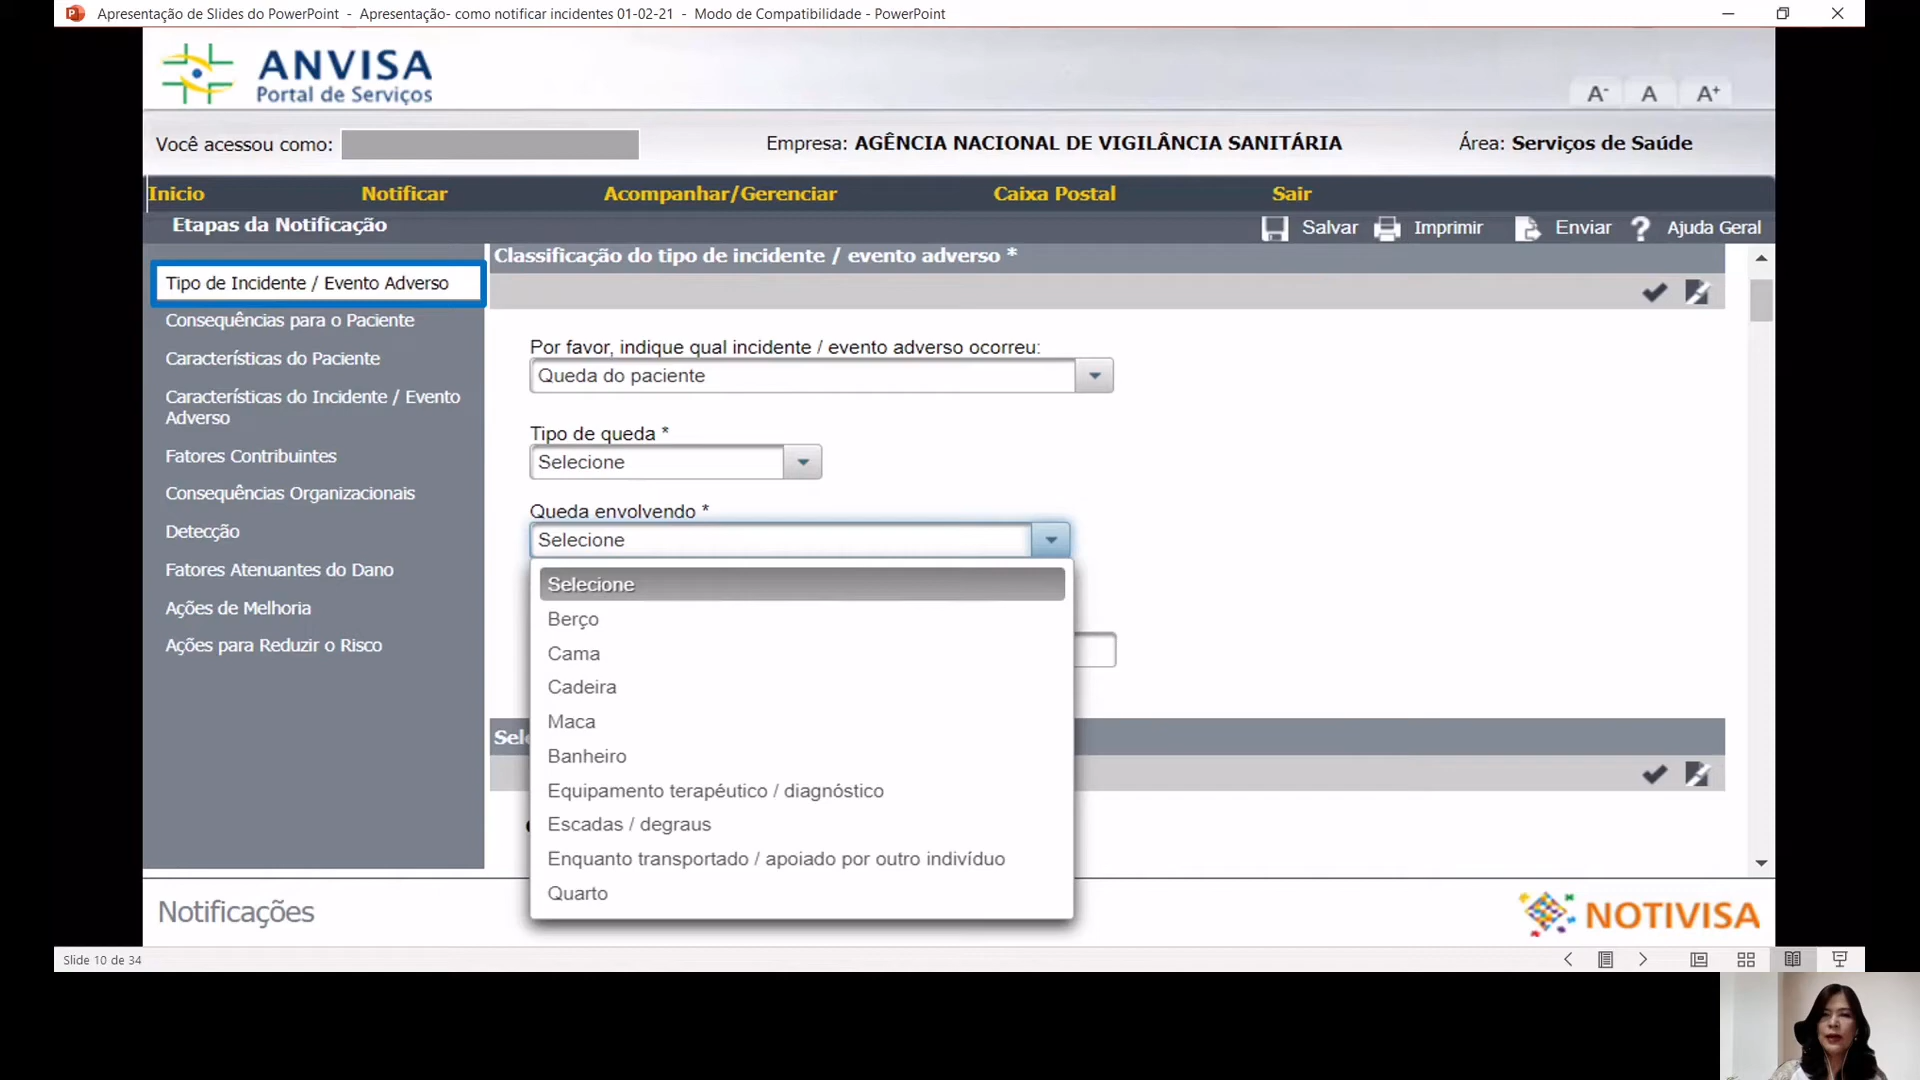 Apresentação de Slides do PowerPoint - Apresentação- como notificar incidentes 01-02-21 - Modo de Compatibilidade - PowerPoint
ANVISA
Portal de Serviços
A- A A+
Você acessou como:
Empresa: AGÊNCIA NACIONAL DE VIGILÂNCIA SANITÁRIA
Área: Serviços de Saúde
Inicio Notificar Acompanhar/Gerenciar Caixa Postal Sair
Etapas da Notificação
Salvar Imprimir Enviar ? Ajuda Geral
Tipo de Incidente / Evento Adverso
Consequências para o Paciente
Características do Paciente
Características do Incidente / Evento
Adverso
Fatores Contribuintes
Consequências Organizacionais
Detecção
Fatores Atenuantes do Dano
Ações de Melhoria
Ações para Reduzir o Risco
Classificação do tipo de incidente / evento adverso *
Por favor, indique qual incidente / evento adverso ocorreu:
Queda do paciente
Tipo de queda *
Selecione
Queda envolvendo *
Selecione
Selecione
Berço
Cama
Cadeira
Maca
Banheiro
Equipamento terapéutico / diagnóstico
Escadas / degraus
Enquanto transportado / apoiado por outro indivíduo
Quarto
Notificações
NOTIVISA
Slide 10 de 34